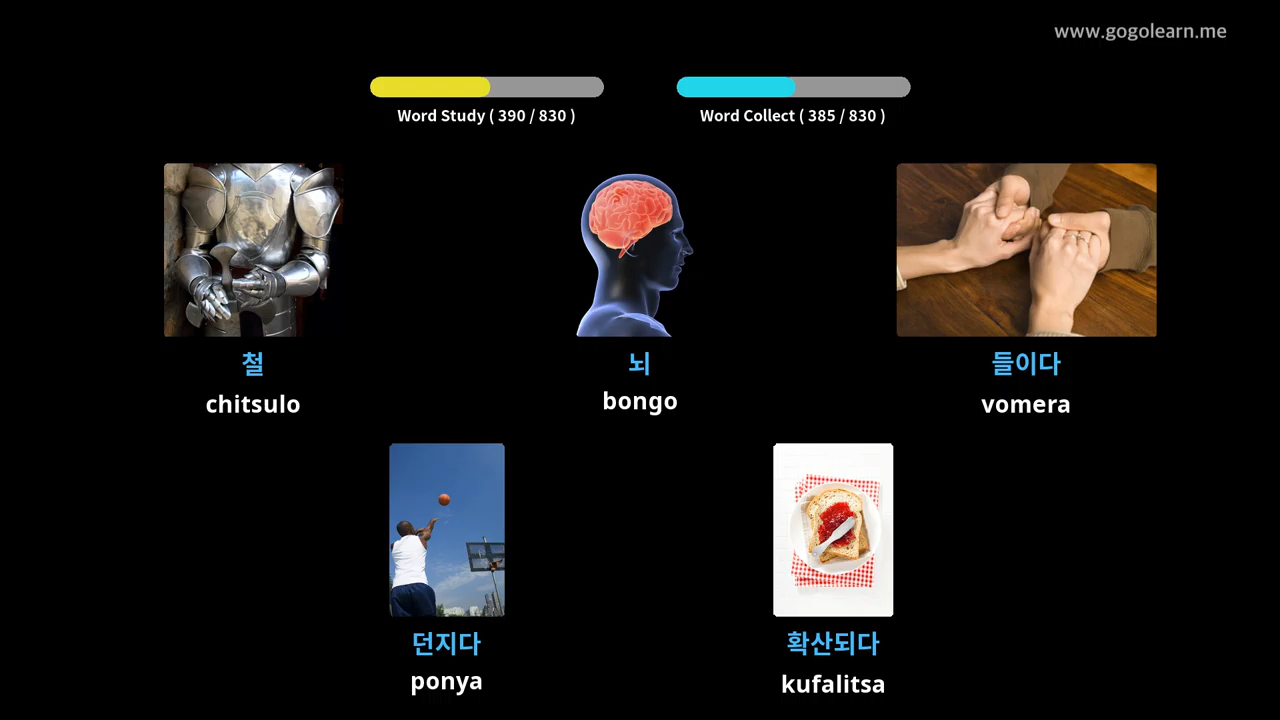 www.gogolearn.me
Word Study ( 390 / 830 )
Word Collect ( 385 / 830 )
철
chitsulo
뇌
bongo
들이다
vomera
던지다
ponya
확산되다
kufalitsa